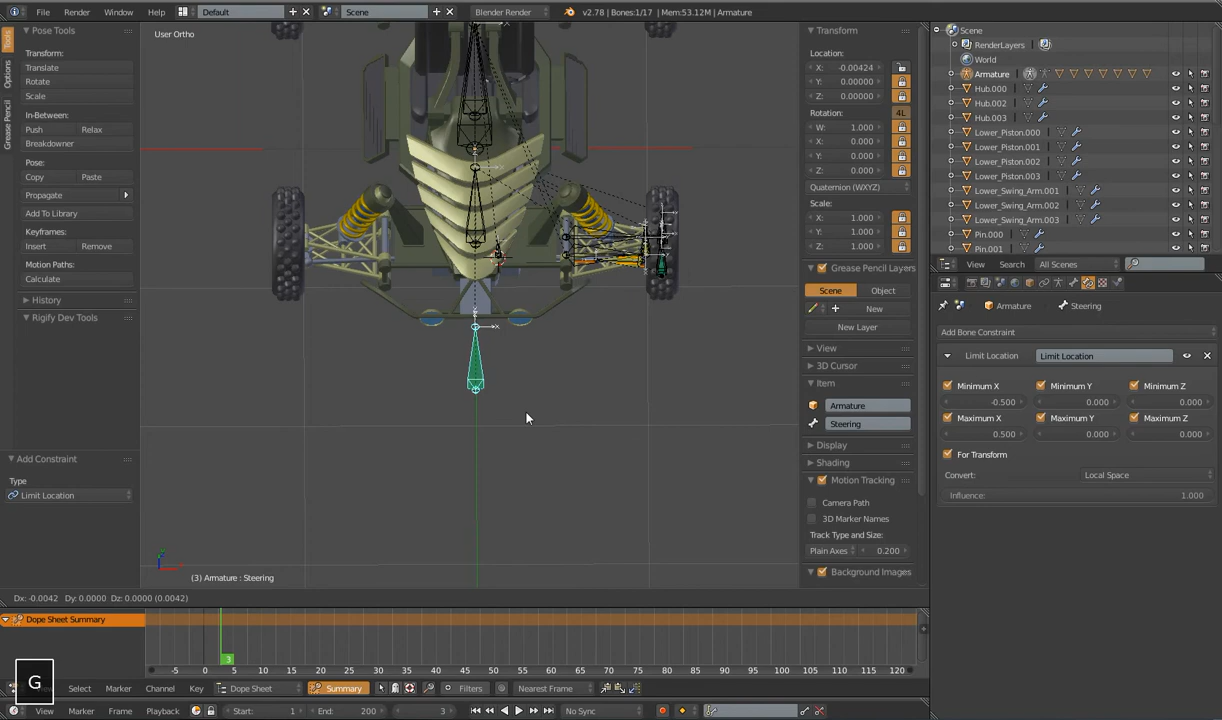 File Render Window Help Default Scene Blender Render v2.78 | Bones:1/17 | Mem:53.12M | Armature
Tools
Options
Grease Pencil
Pose Tools
Transform:
Translate
Rotate
Scale
In-Between:
Push Relax
Breakdowner
Pose:
Copy Paste
Propagate
Add To Library
Keyframes:
Insert Remove
Motion Paths:
Calculate
History
Rigify Dev Tools
Add Constraint
Type
Limit Location
User Ortho
(3) Armature : Steering
Transform
Location:
X: -0.00424
Y: 0.00000
Z: 0.00000
Rotation: 4L
W: 1.000
X: 0.000
Y: 0.000
Z: 0.000
Quaternion (WXYZ)
Scale:
X: 1.000
Y: 1.000
Z: 1.000
Grease Pencil Layers
Scene Object
New
New Layer
View
3D Cursor
Item
Armature
Steering
Display
Shading
Motion Tracking
Camera Path
3D Marker Names
Track Type and Size:
Plain Axes 0.200
Background Images
Scene
RenderLayers
World
Armature
Hub.000
Hub.002
Hub.003
Lower_Piston.000
Lower_Piston.001
Lower_Piston.002
Lower_Piston.003
Lower_Swing_Arm.001
Lower_Swing_Arm.002
Lower_Swing_Arm.003
Pin.000
Pin.001
View Search All Scenes
Armature Steering
Add Bone Constraint
Limit Location Limit Location
Minimum X Minimum Y Minimum Z
-0.500 0.000 0.000
Maximum X Maximum Y Maximum Z
0.500 0.000 0.000
For Transform
Convert: Local Space
Influence: 1.000
Dx: -0.0042 Dy: 0.0000 Dz: 0.0000 (0.0042)
Dope Sheet Summary
3
-5 0 5 10 15 20 25 30 35 40 45 50 55 60 65 70 75 80 85 90 95 100 105 110 115 120
G
Select Marker Channel Key Dope Sheet Summary Filters Nearest Frame
View Marker Frame Playback Start: 1 End: 200 3 No Sync